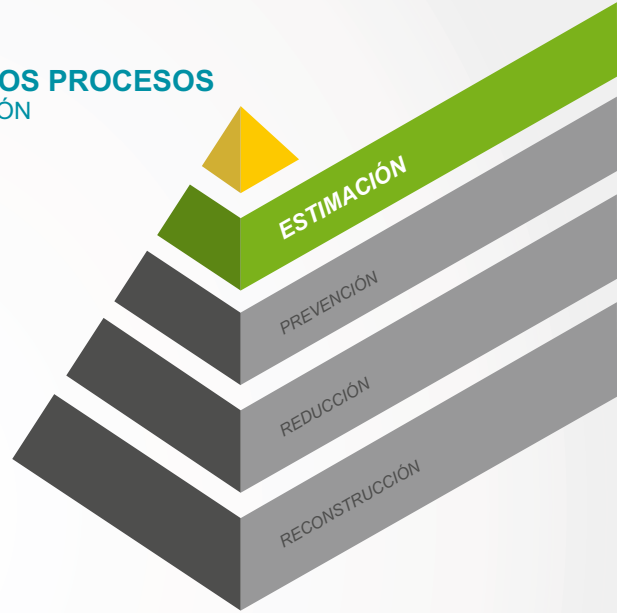 OS PROCESOS
ÓN
ESTIMACIÓN
PREVENCIÓN
REDUCCIÓN
RECONSTRUCCIÓN